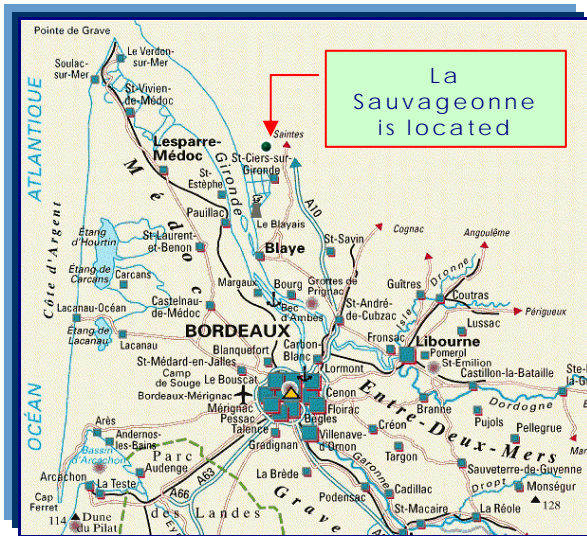 Pointe de Grave
Soulac-
sur-Mer
Le Verdon-
sur-Mer
La
Sauvageonne
is located
ATLANTIQUE
St-Vivien-
de-Médoc
Saintes
Lesparre-
Médoc
St-Ciers-sur-
Gironde
Gironde
St-
Estèphe
A10
Médoc
Pauillac
Le Blayais
Côte d'Argent
Étang
d'Hourtin
St-Laurent-
et-Benon
Blaye
St-Savin
Cognac
Angoulême
Étang de
Carcans
Carcans
Margaux
Bourg
Grottes de
Prignac
Guîtres
Dronne
Coutras
Lacanau-Océan
Castelnau-
de-Médoc
Bec
d'Ambès
St-André-
de-Cubzac
Isle
Périgueux
Étang de
Lacanau
Lacanau
BORDEAUX
Fronsac
Libourne
Lussac
Blanquefort
Carbon-
Blanc
Pomerol
St-Médard-en-Jalles
Lormont
St-Émilion
Camp
de Souge
Le Bouscat
Castillon-la-Bataille
Ste-
la-G
Bordeaux-Mérignac
Cenon
Mérignac
Floirac
Entre-Deux-Mers
Branne
Dordogne
OCÉAN
Pessac
Bègles
Talence
Villenave-
d'Ornon
Créon
Pujols
Pellegrue
Arès
Andernos-
les-Bains
Gradignan
Targon
Bassin
d'Arcachon
Parc
Audenge
A63
La Brède
Garonne
Sauveterre-de-Guyenne
Arcachon
La Teste
A66
Graves
Podensac
Cadillac
Dropt
Monségur
Cap
Ferret
114
Dune
du Pilat
des Landes
St-Macaire
La Réole
128